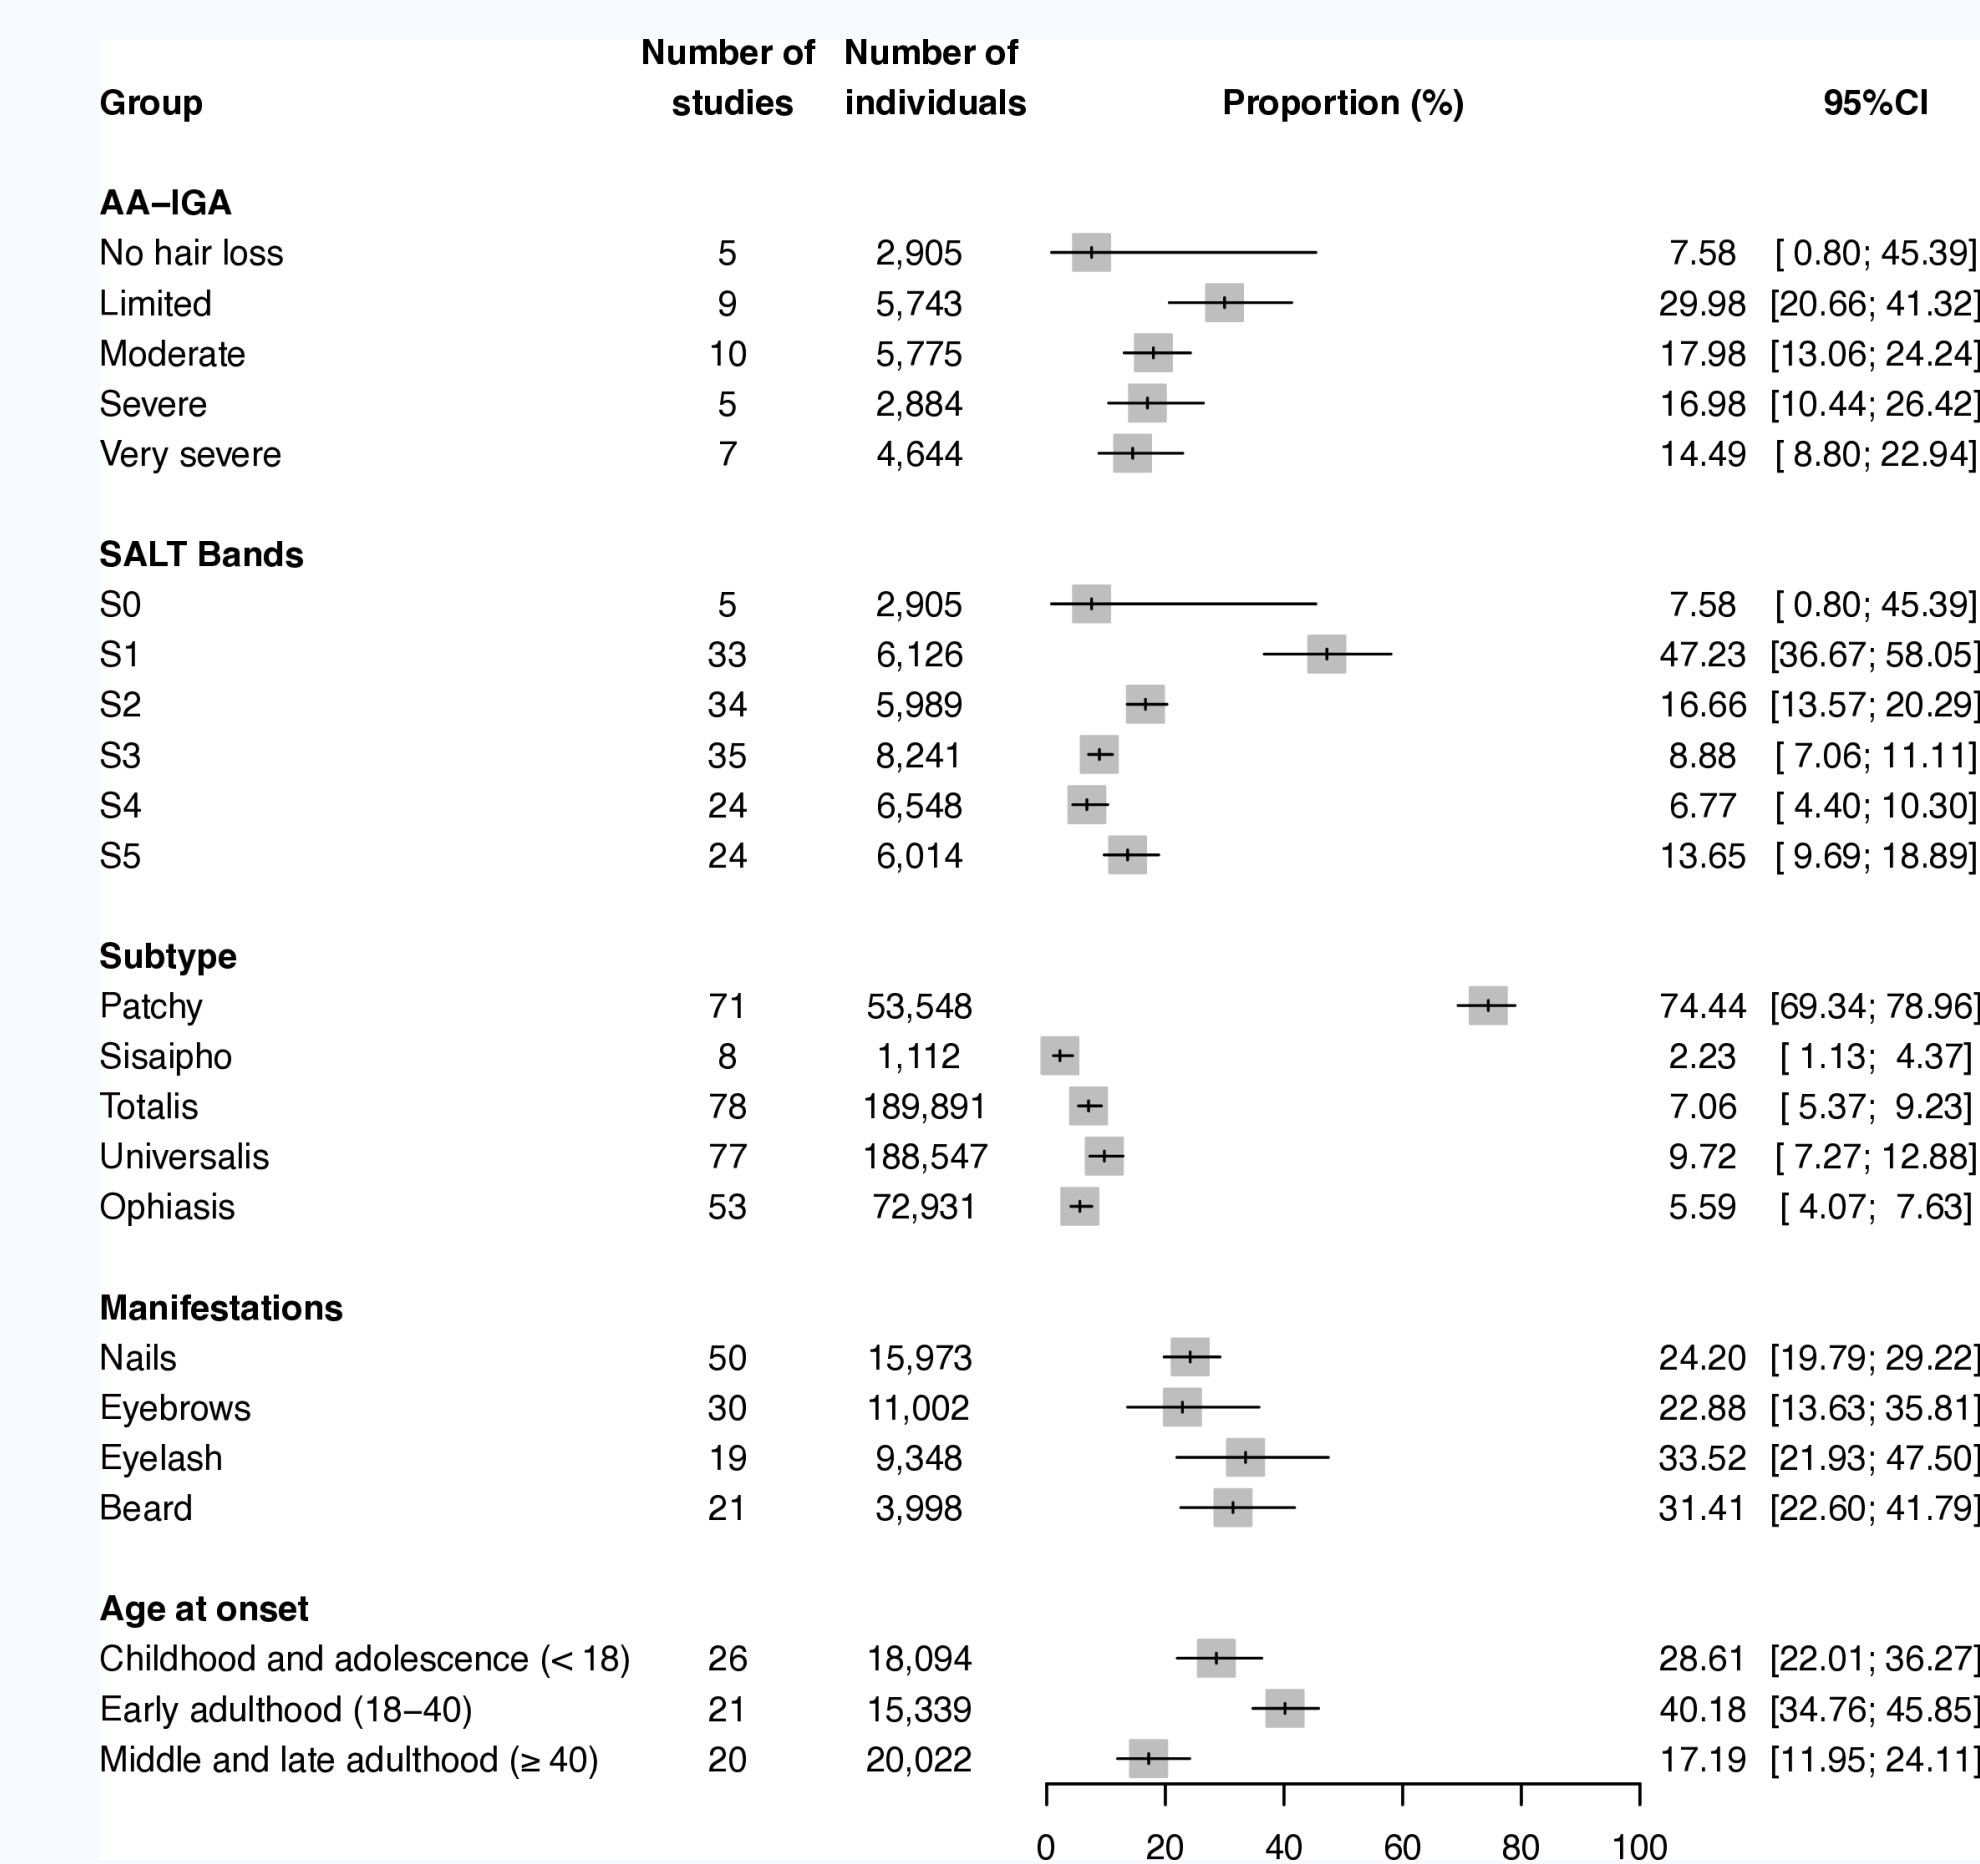 Number of Number of
Group studies individuals Proportion (%) 95%CI
AA–IGA
No hair loss 5 2,905 7.58 [ 0.80; 45.39]
Limited 9 5,743 29.98 [20.66; 41.32]
Moderate 10 5,775 17.98 [13.06; 24.24]
Severe 5 2,884 16.98 [10.44; 26.42]
Very severe 7 4,644 14.49 [ 8.80; 22.94]
SALT Bands
S0 5 2,905 7.58 [ 0.80; 45.39]
S1 33 6,126 47.23 [36.67; 58.05]
S2 34 5,989 16.66 [13.57; 20.29]
S3 35 8,241 8.88 [ 7.06; 11.11]
S4 24 6,548 6.77 [ 4.40; 10.30]
S5 24 6,014 13.65 [ 9.69; 18.89]
Subtype
Patchy 71 53,548 74.44 [69.34; 78.96]
Sisaipho 8 1,112 2.23 [ 1.13; 4.37]
Totalis 78 189,891 7.06 [ 5.37; 9.23]
Universalis 77 188,547 9.72 [ 7.27; 12.88]
Ophiasis 53 72,931 5.59 [ 4.07; 7.63]
Manifestations
Nails 50 15,973 24.20 [19.79; 29.22]
Eyebrows 30 11,002 22.88 [13.63; 35.81]
Eyelash 19 9,348 33.52 [21.93; 47.50]
Beard 21 3,998 31.41 [22.60; 41.79]
Age at onset
Childhood and adolescence (< 18) 26 18,094 28.61 [22.01; 36.27]
Early adulthood (18–40) 21 15,339 40.18 [34.76; 45.85]
Middle and late adulthood (≥ 40) 20 20,022 17.19 [11.95; 24.11]
0 20 40 60 80 100